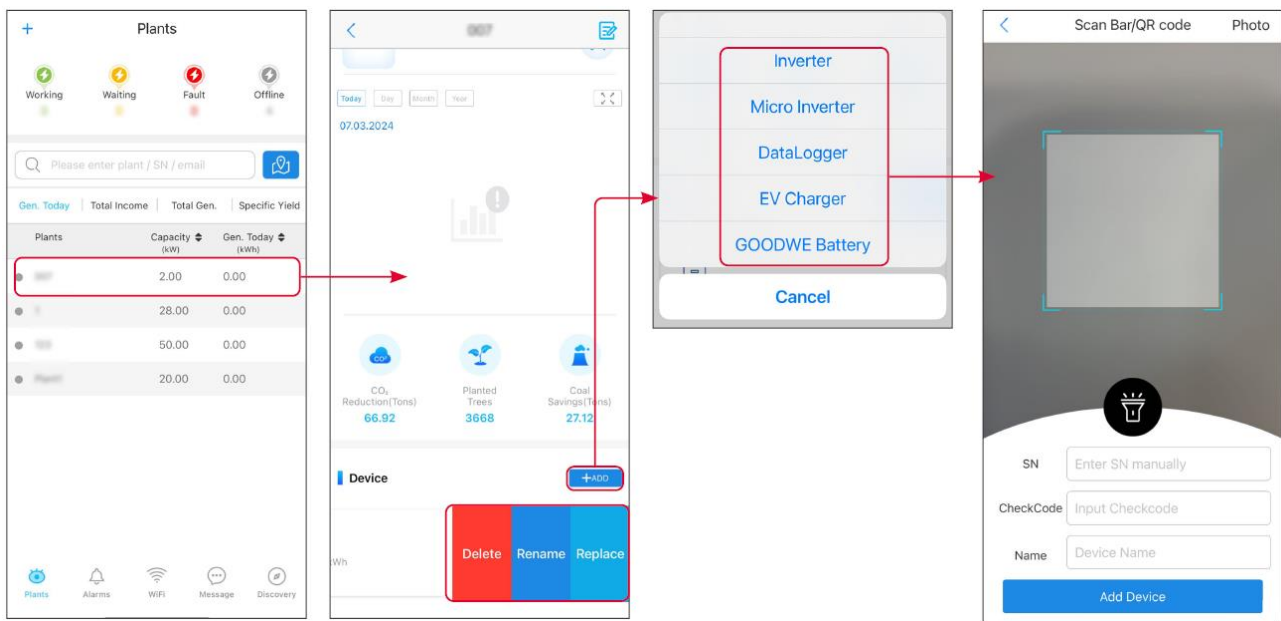 + Plants
Working Waiting Fault Offline
Please enter plant / SN / email
Gen. Today Total Income Total Gen. Specific Yield
Plants Capacity (kW) Gen. Today (kWh)
2.00 0.00
28.00 0.00
50.00 0.00
20.00 0.00
Plants Alarms WiFi Message Discovery
007
Today Day Month Year
07.03.2024
CO₂
CO₂ Reduction(Tons) Planted Trees Coal Savings(Tons)
66.92 3668 27.12
Device +ADD
kWh Delete Rename Replace
Inverter
Micro Inverter
DataLogger
EV Charger
GOODWE Battery
Cancel
Scan Bar/QR code Photo
SN Enter SN manually
CheckCode Input Checkcode
Name Device Name
Add Device